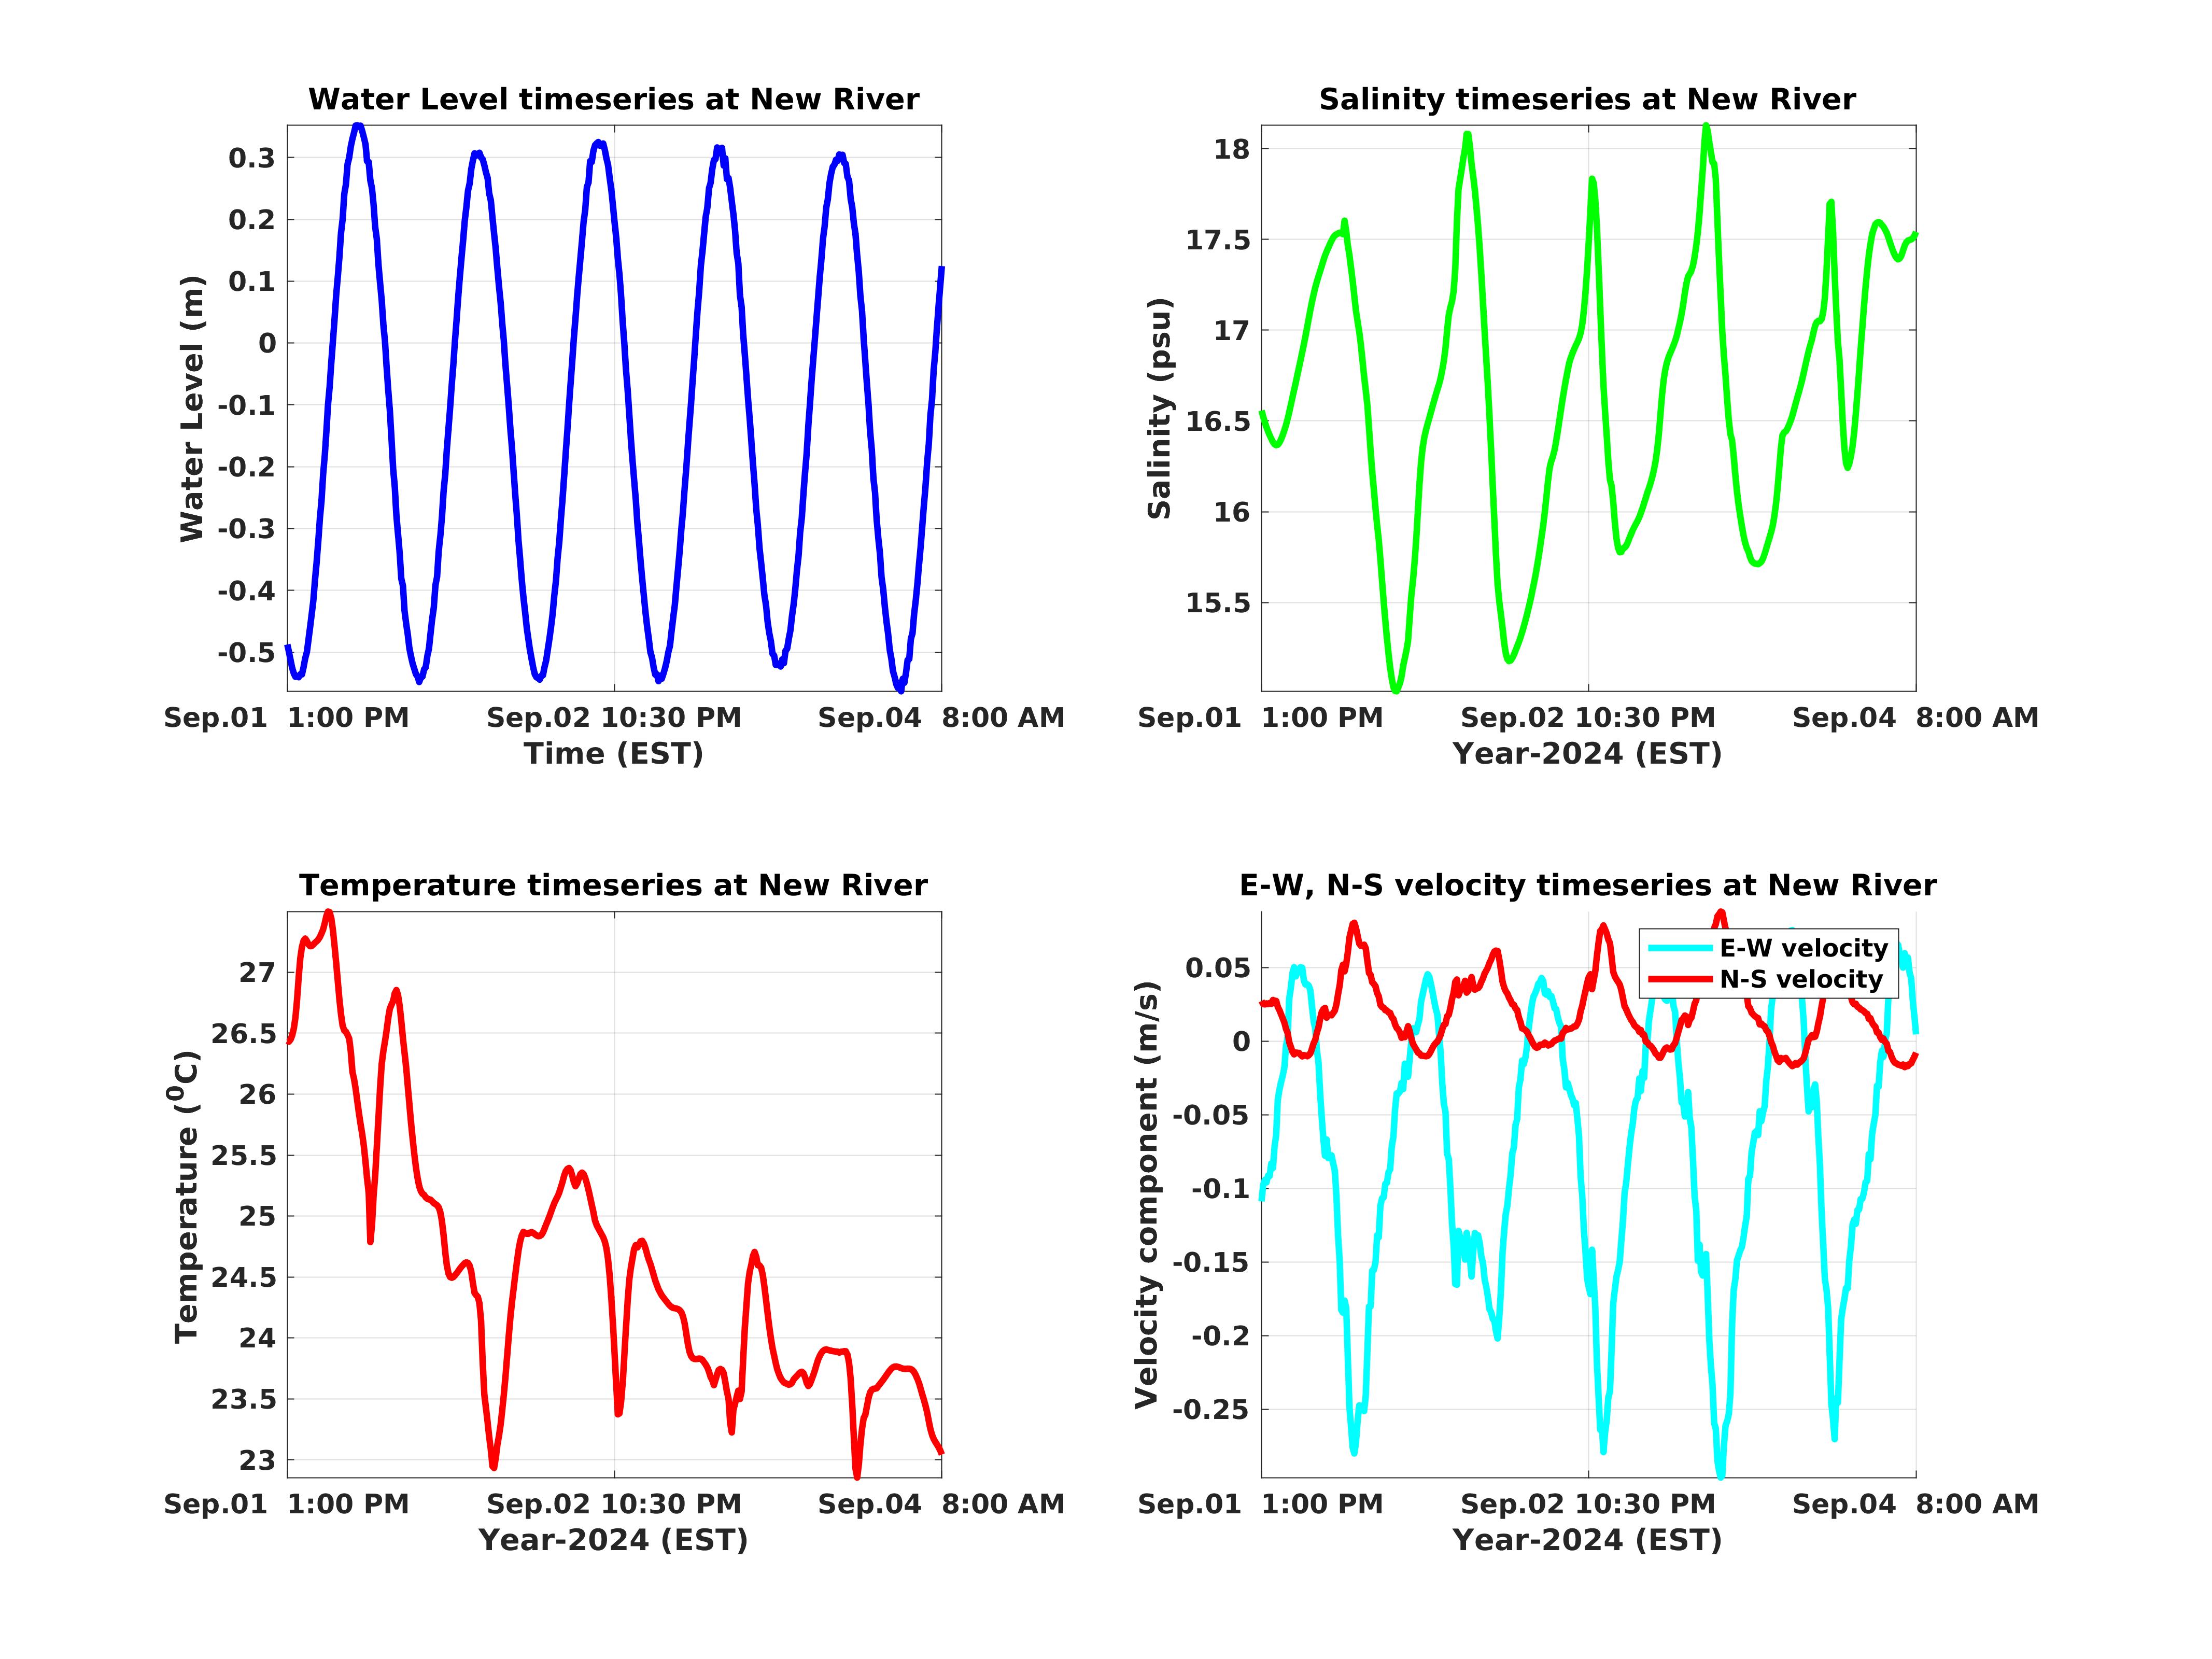 Water Level timeseries at New River
0.3
0.2
0.1
0
-0.1
-0.2
-0.3
-0.4
-0.5
Water Level (m)
Sep.01 1:00 PM Sep.02 10:30 PM Sep.04 8:00 AM
Time (EST)
Salinity timeseries at New River
18
17.5
17
16.5
16
15.5
Salinity (psu)
Sep.01 1:00 PM Sep.02 10:30 PM Sep.04 8:00 AM
Year-2024 (EST)
Temperature timeseries at New River
27
26.5
26
25.5
25
24.5
24
23.5
23
Temperature (⁰C)
Sep.01 1:00 PM Sep.02 10:30 PM Sep.04 8:00 AM
Year-2024 (EST)
E-W, N-S velocity timeseries at New River
E-W velocity
N-S velocity
0.05
0
-0.05
-0.1
-0.15
-0.2
-0.25
Velocity component (m/s)
Sep.01 1:00 PM Sep.02 10:30 PM Sep.04 8:00 AM
Year-2024 (EST)